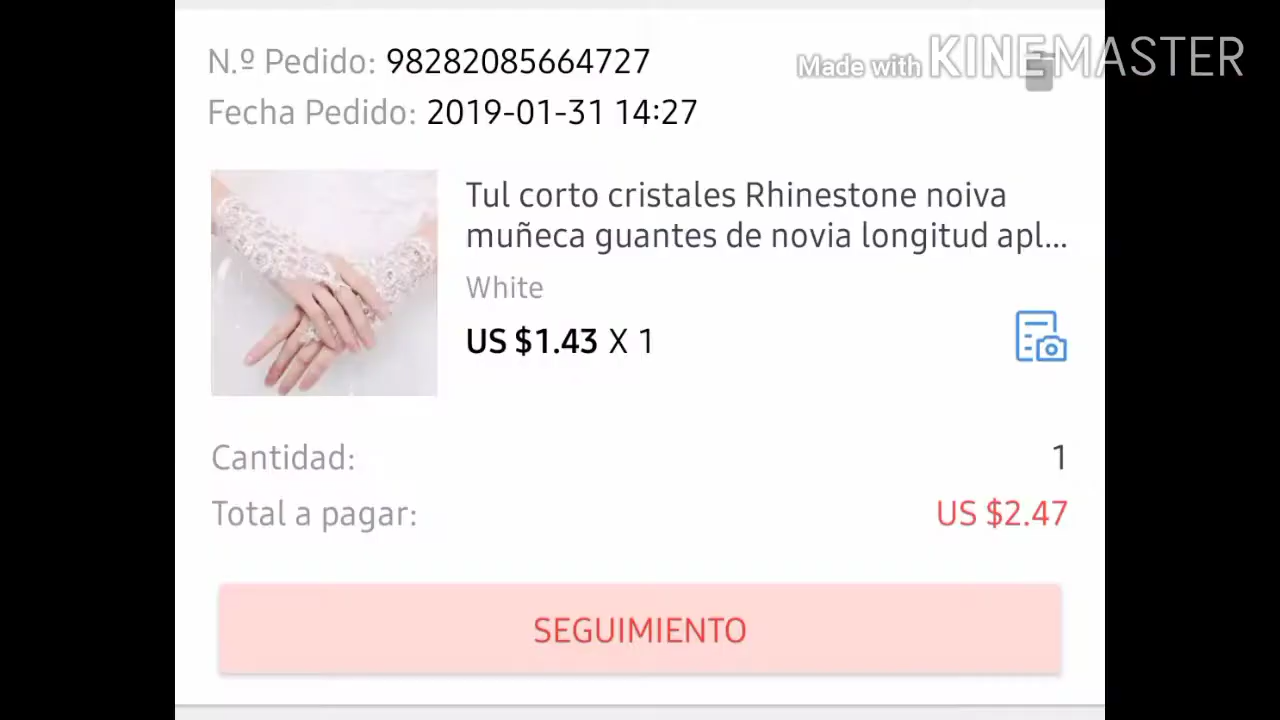 N.º Pedido: 98282085664727
Made with KINEMASTER
Fecha Pedido: 2019-01-31 14:27
Tul corto cristales Rhinestone noiva
muñeca guantes de novia longitud apl...
White
US $1.43 X 1
Cantidad: 1
Total a pagar: US $2.47
SEGUIMIENTO